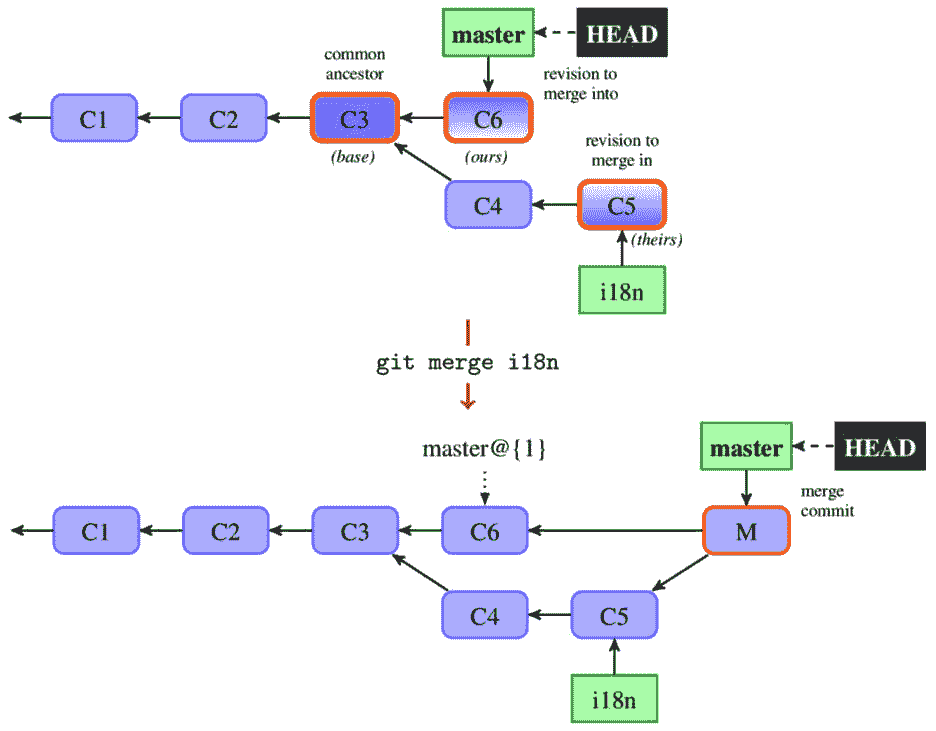 master
HEAD
common
ancestor
revision to
merge into
C1
C2
C3
C6
(base)
(ours)
revision to
merge in
C4
C5
(theirs)
i18n
git merge i18n
master@{1}
master
HEAD
merge
commit
C1
C2
C3
C6
M
C4
C5
i18n